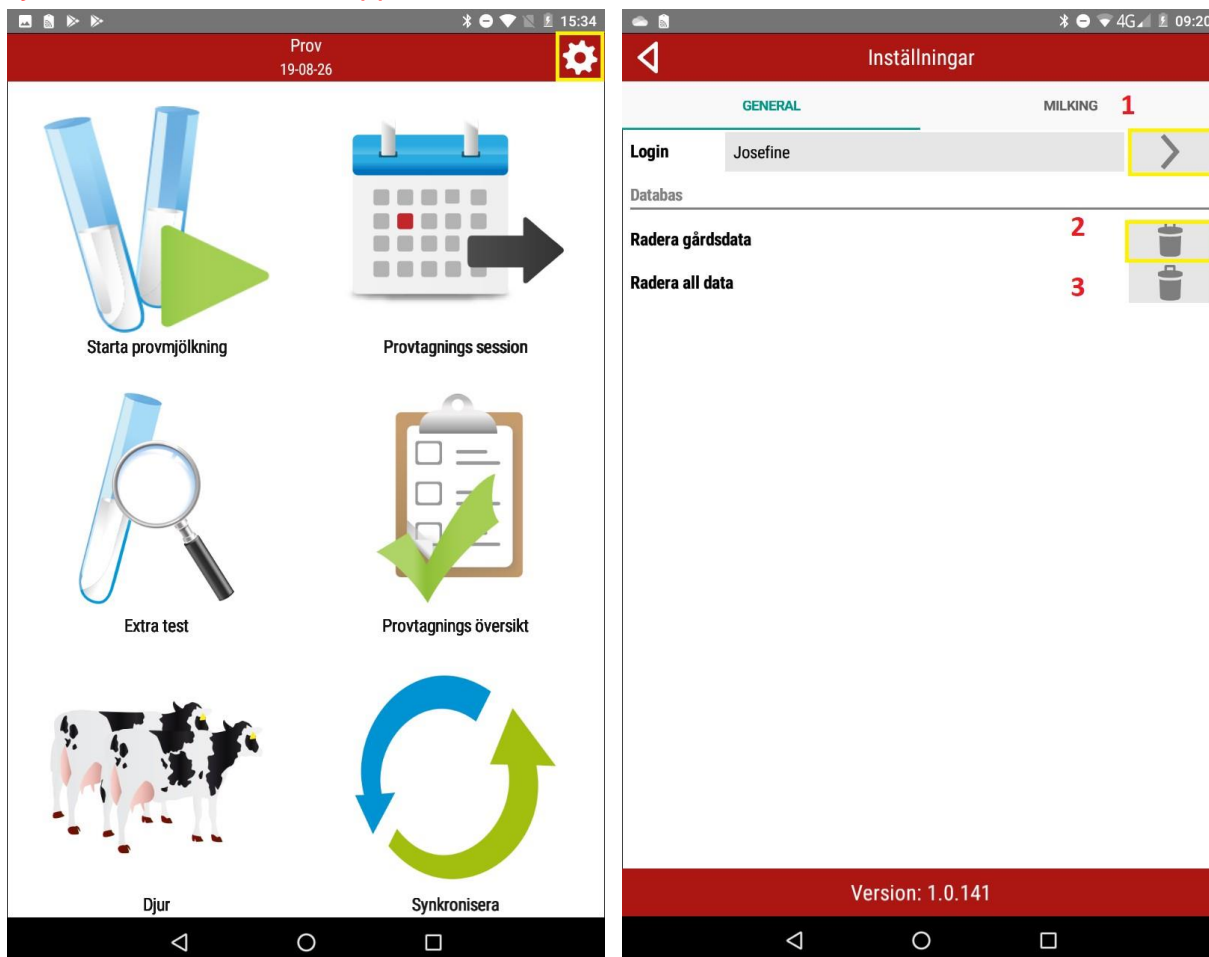 15:34
Prov
19-08-26
Starta provmjölkning
Provtagnings session
Extra test
Provtagnings översikt
Djur
Synkronisera
4G 09:20
Inställningar
GENERAL
MILKING 1
Login Josefine
Databas
Radera gårdsdata 2
Radera all data 3
Version: 1.0.141